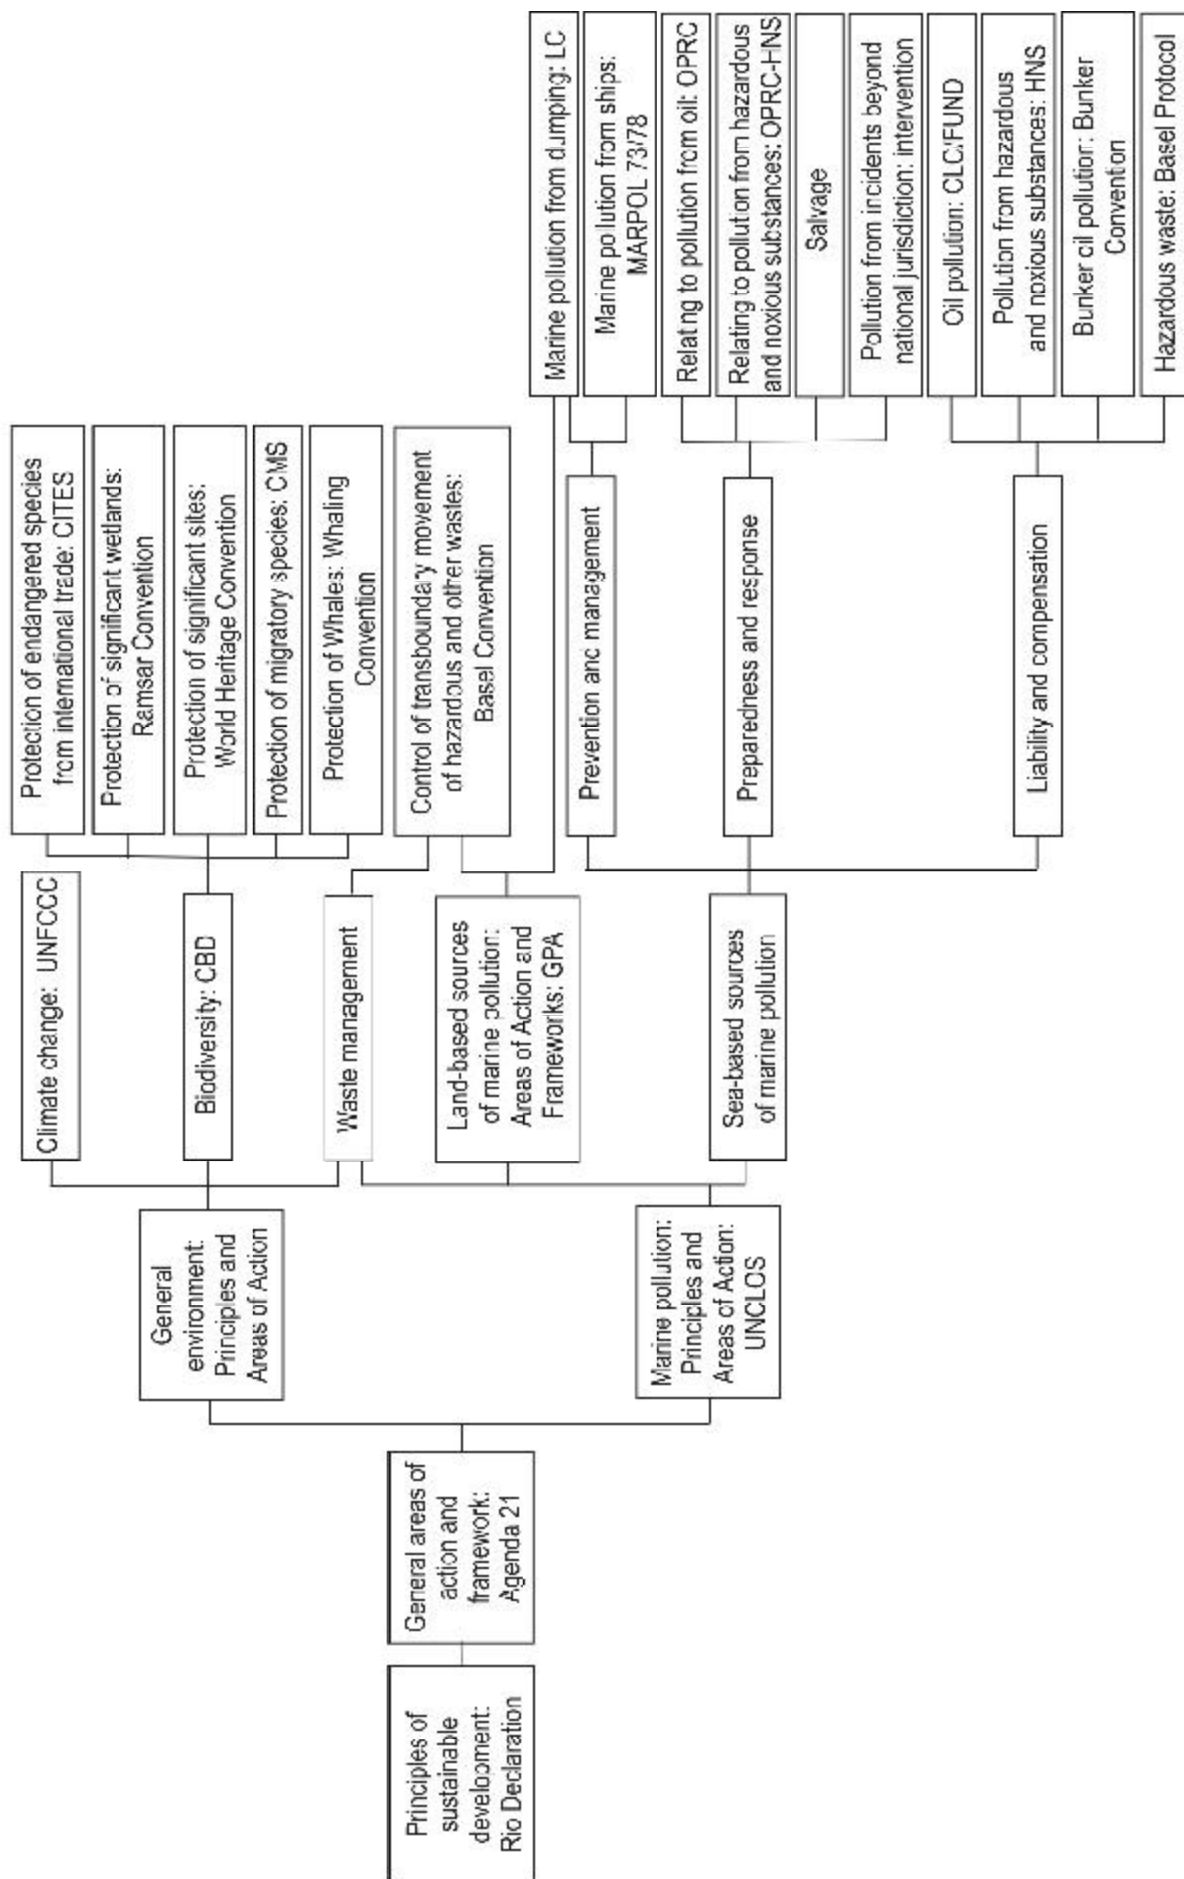 Principles of
sustainable
development:
Rio Declaration
General areas of
action and
framework:
Agenda 21
General
environment:
Principles and
Areas of Action
Marine pollution:
Principles and
Areas of Action:
UNCLOS
Climate change: UNFCCC
Biodiversity: CBD
Waste management
Land-based sources
of marine pollution:
Areas of Action and
Frameworks: GPA
Sea-based sources
of marine pollution
Protection of endangered species
from international trade: CITES
Protection of significant wetlands:
Ramsar Convention
Protection of significant sites:
World Heritage Convention
Protection of migratory species: CMS
Protection of Whales: Whaling
Convention
Control of transboundary movement
of hazardous and other wastes:
Basel Convention
Prevention and management
Preparedness and response
Liability and compensation
Marine pollution from dumping: LC
Marine pollution from ships:
MARPOL 73/78
Relating to pollution from oil: OPRC
Relating to pollution from hazardous
and noxious substances: OPRC-HNS
Salvage
Pollution from incidents beyond
national jurisdiction: intervention
Oil pollution: CLC/FUND
Pollution from hazardous
and noxious substances: HNS
Bunker oil pollution: Bunker
Convention
Hazardous waste: Basel Protocol